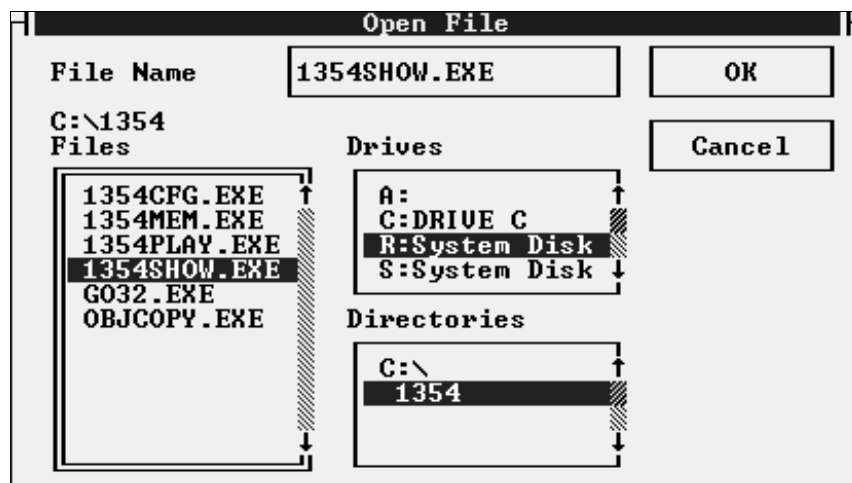 Open File
File Name
1354SHOW.EXE
OK
C:\1354
Files
Drives
Cancel
1354CFG.EXE
1354MEM.EXE
1354PLAY.EXE
1354SHOW.EXE
GO32.EXE
OBJCOPY.EXE
A:
C:DRIVE C
R:System Disk
S:System Disk
Directories
C:\
1354